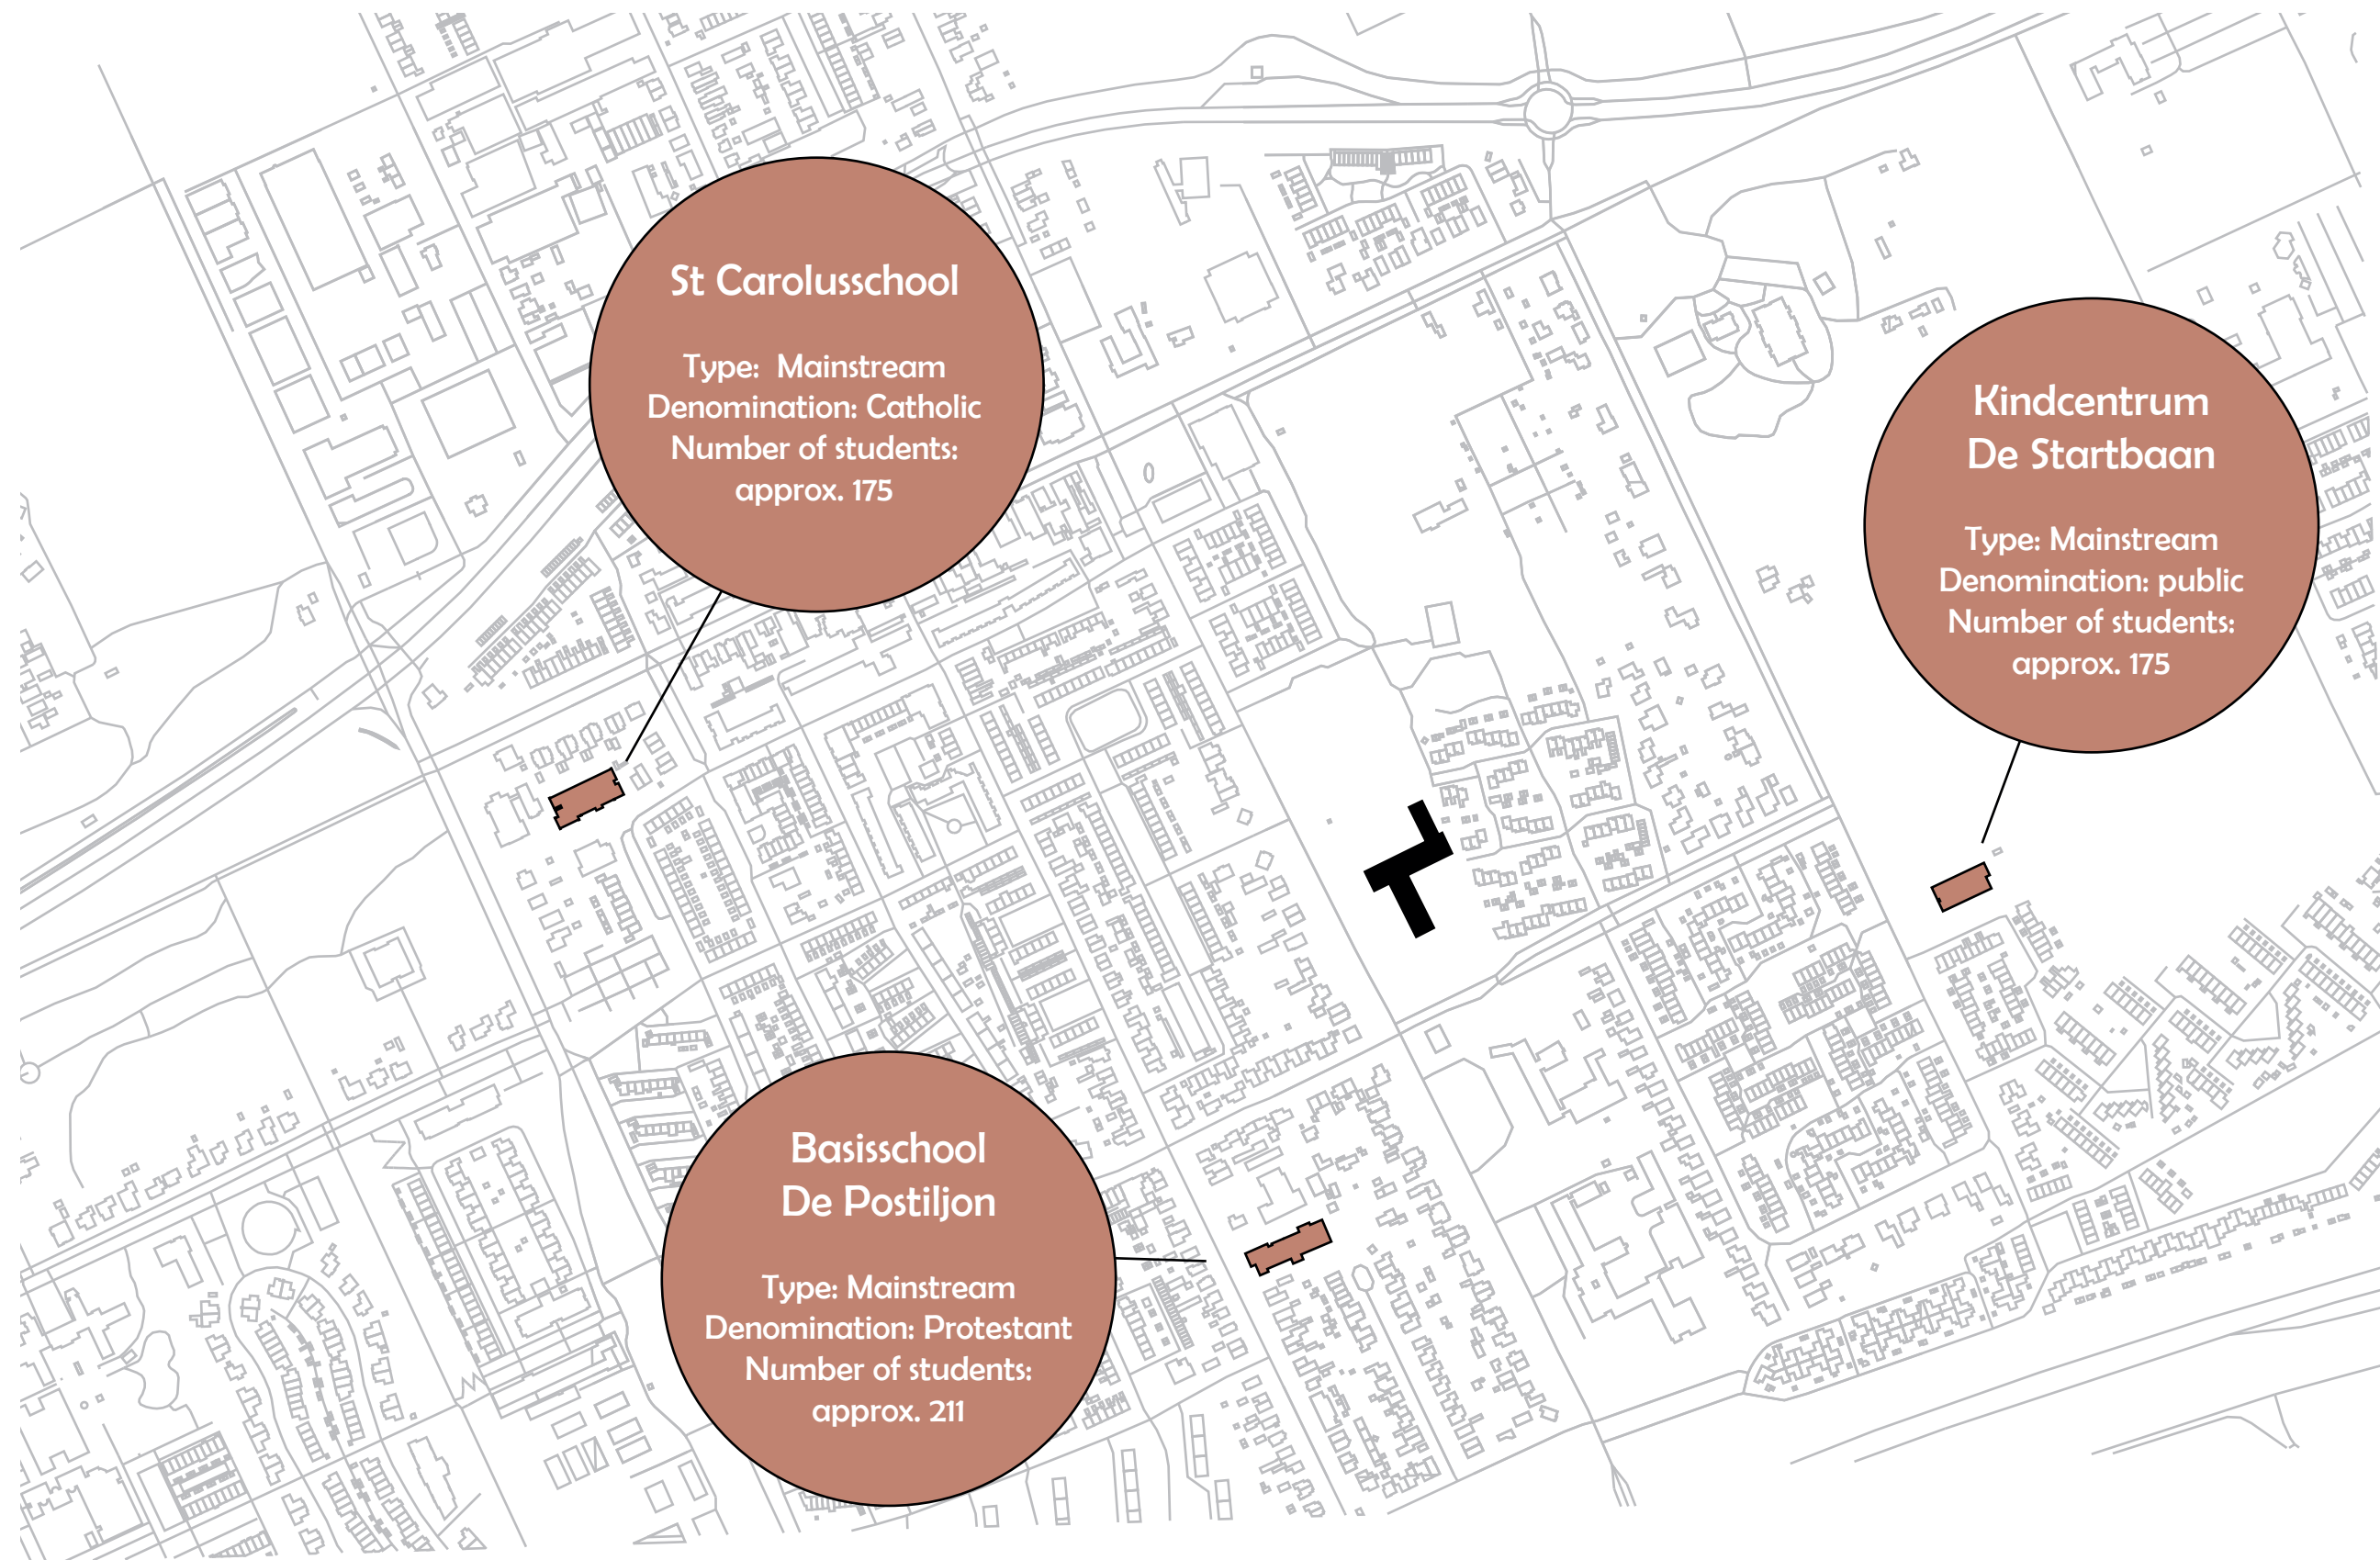 St Carolusschool
Type: Mainstream
Denomination: Catholic
Number of students:
approx. 175
Kindcentrum
De Startbaan
Type: Mainstream
Denomination: public
Number of students:
approx. 175
Basisschool
De Postiljon
Type: Mainstream
Denomination: Protestant
Number of students:
approx. 211